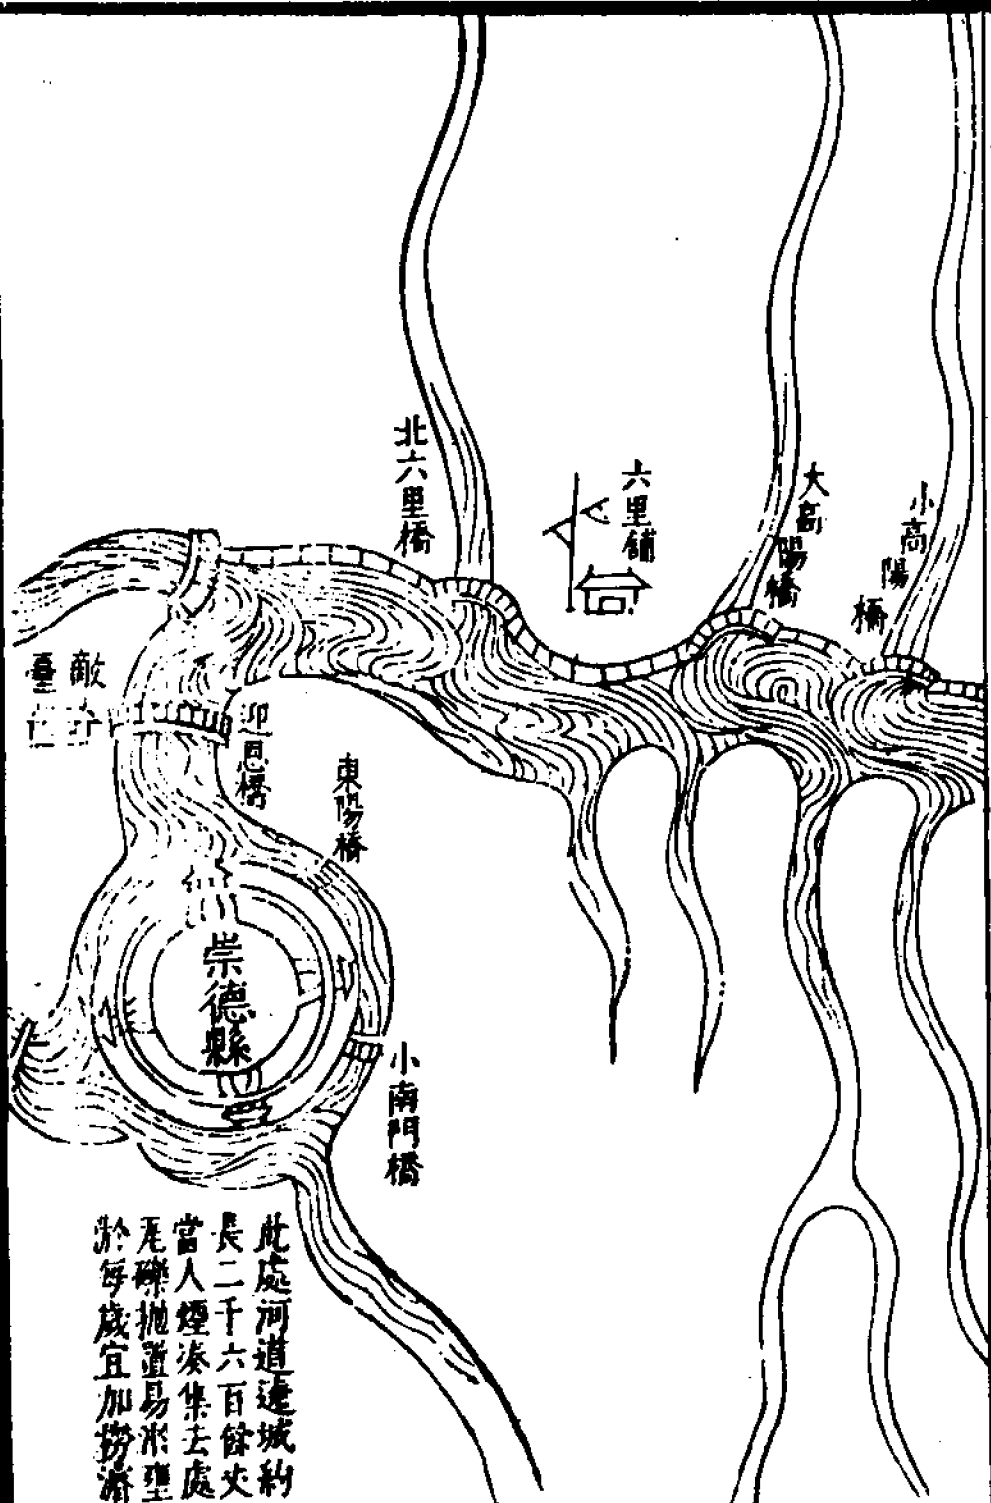 小高陽橋
大高陽橋
六里鋪
北六里橋
東陽橋
迎恩橋
敵臺
崇德縣
小南門橋
此處河道遶城約
長二千六百餘丈
當人煙湊集去處
瓦礫抛置易淤壅
於每歲宜加撈濬